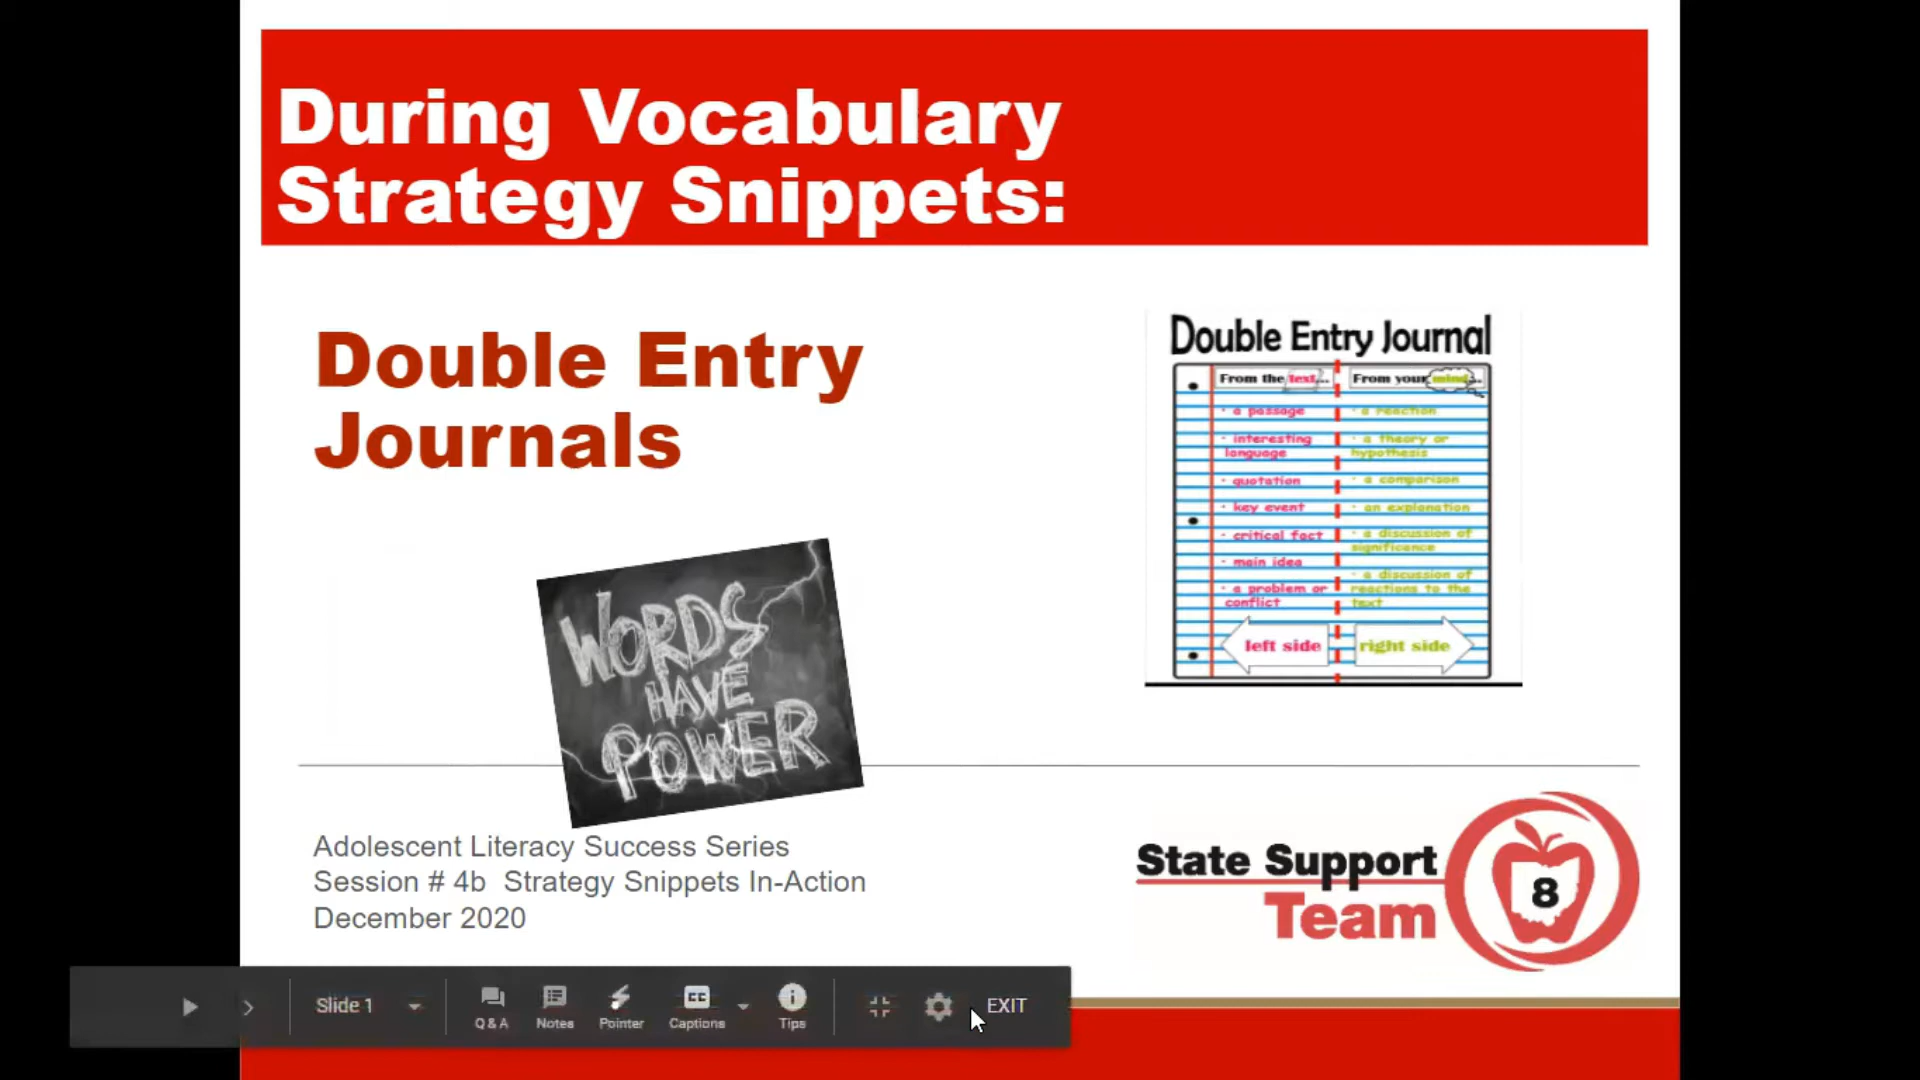 During Vocabulary
Strategy Snippets:
Double Entry
Journals
Double Entry Journal
From the text...
From your mind...
· a passage
· interesting
language
· quotation
· key event
· critical fact
· main idea
· a problem or
conflict
· a reaction
· a theory or
hypothesis
· a comparison
· an explanation
· a discussion of
significance
· a discussion of
reactions to the
text
left side
right side
WORDS
HAVE
POWER
Adolescent Literacy Success Series
Session # 4b Strategy Snippets In-Action
December 2020
State Support
Team
8
Slide 1
Q & A
Notes
Pointer
CC
Captions
Tips
EXIT